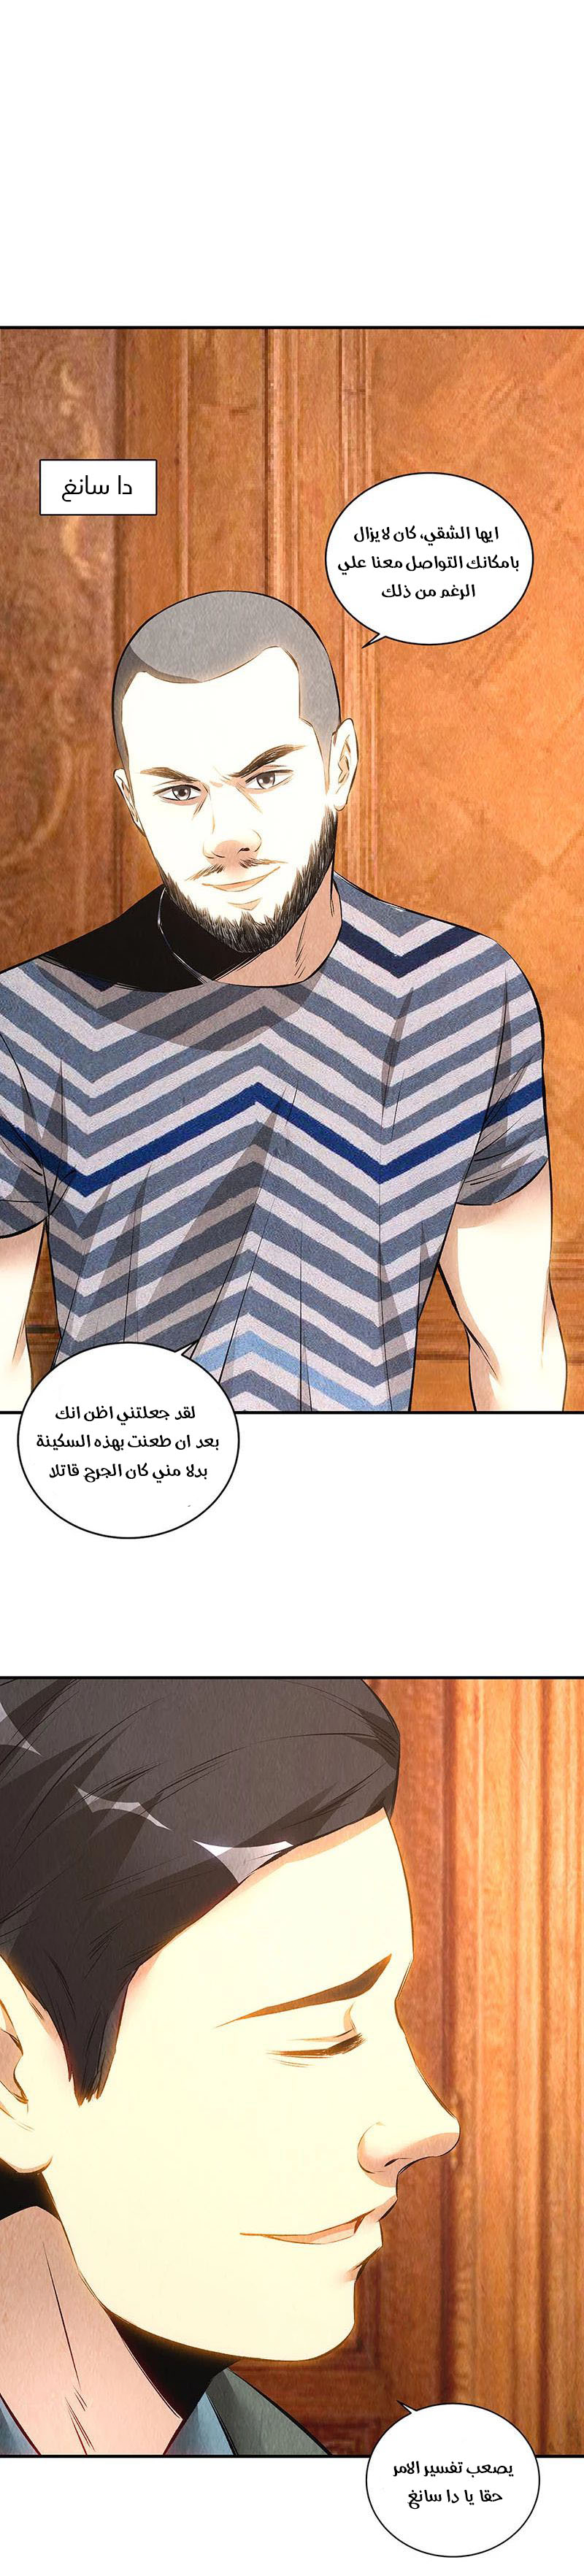 دا سانغ
ايها الشقي، كان لايزال
بامكانك التواصل معنا علي
الرغم من ذلك
لقد جعلتني اظن انك
بعد ان طعنت بهذه السكينة
بدلا مني كان الجرح قاتلا
يصعب تفسير الامر
حقا يا دا سانغ